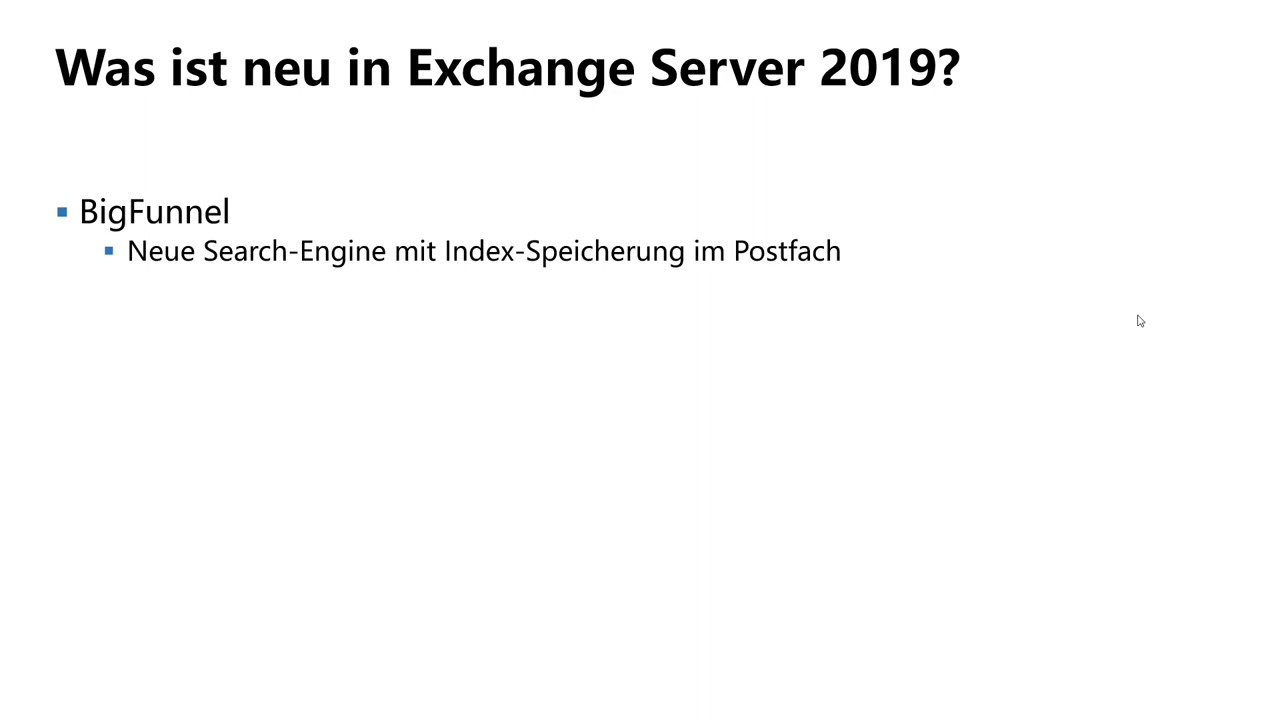 Was ist neu in Exchange Server 2019?
BigFunnel
Neue Search-Engine mit Index-Speicherung im Postfach